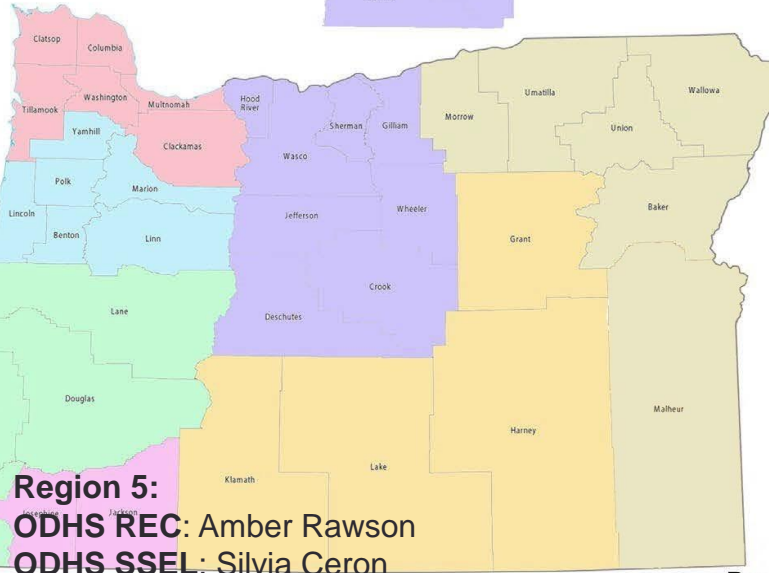 Clatsop
Columbia
Tillamook
Washington
Multnomah
Hood
River
Sherman
Gilliam
Morrow
Umatilla
Wallowa
Union
Yamhill
Clackamas
Wasco
Polk
Marion
Baker
Lincoln
Jefferson
Wheeler
Benton
Linn
Grant
Crook
Lane
Deschutes
Douglas
Malheur
Harney
Lake
Klamath
Region 5:
Josephine
Jackson
ODHS REC: Amber Rawson
ODHS SSEL: Silvia Ceron